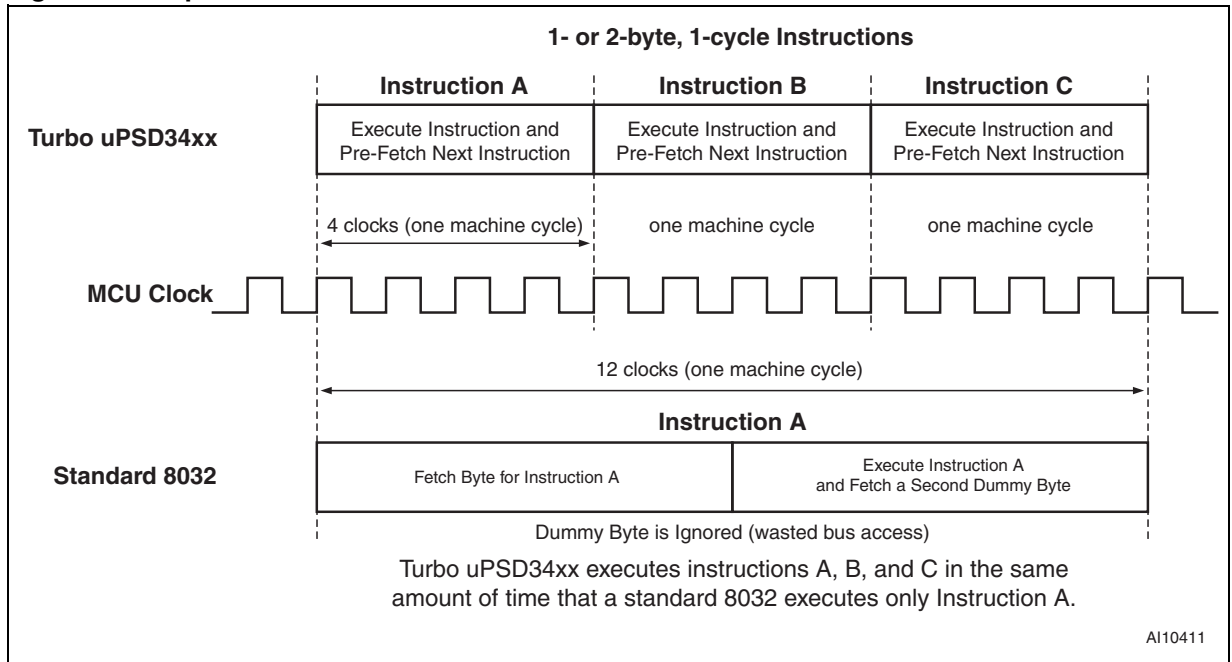 1- or 2-byte, 1-cycle Instructions
Instruction A
Instruction B
Instruction C
Turbo uPSD34xx
Execute Instruction and
Pre-Fetch Next Instruction
Execute Instruction and
Pre-Fetch Next Instruction
Execute Instruction and
Pre-Fetch Next Instruction
4 clocks (one machine cycle)
one machine cycle
one machine cycle
MCU Clock
12 clocks (one machine cycle)
Instruction A
Standard 8032
Fetch Byte for Instruction A
Execute Instruction A
and Fetch a Second Dummy Byte
Dummy Byte is Ignored (wasted bus access)
Turbo uPSD34xx executes instructions A, B, and C in the same
amount of time that a standard 8032 executes only Instruction A.
AI10411